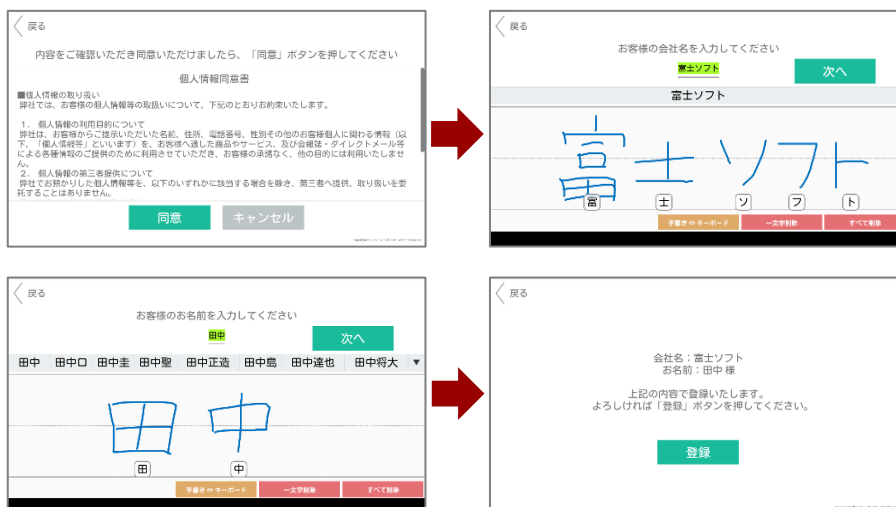 戻る
内容をご確認いただき同意いただけましたら、「同意」ボタンを押してください
個人情報同意書
■個人情報の取り扱い
弊社では、お客様の個人情報等の取扱いについて、下記のとおりお約束いたします。
1. 個人情報の利用目的について
弊社は、お客様からご提示いただいた名前、住所、電話番号、性別その他のお客様個人に関わる情報（以
下、「個人情報等」といいます）を、お客様へ適した商品やサービス、及び会報誌・ダイレクトメール等
による各種情報のご提供のために利用させていただき、お客様の承諾なく、他の目的には利用いたしませ
ん。
2. 個人情報の第三者提供について
弊社でお預かりした個人情報等を、以下のいずれかに該当する場合を除き、第三者へ提供、取り扱いを委
託することはありません。
同意
キャンセル
戻る
お客様の会社名を入力してください
富士ソフト
次へ
富士ソフト
富士ソフト
富 士 ソ フ ト
手書き⇔キーボード 一文字削除 すべて削除
戻る
お客様のお名前を入力してください
田中
次へ
田中 田中口 田中圭 田中聖 田中正造 田中島 田中達也 田中将大 ▼
田中
田 中
手書き⇔キーボード 一文字削除 すべて削除
戻る
会社名：富士ソフト
お名前：田中 様
上記の内容で登録いたします。
よろしければ「登録」ボタンを押してください。
登録